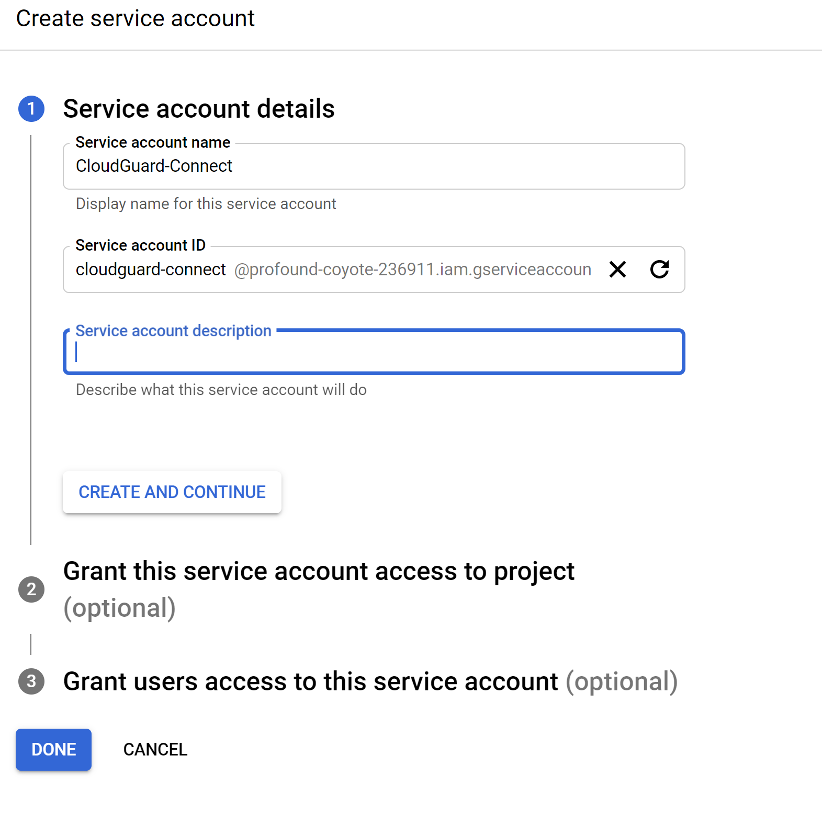 Create service account
1 Service account details
Service account name
CloudGuard-Connect
Display name for this service account
Service account ID
cloudguard-connect @profound-coyote-236911.iam.gserviceaccoun
Service account description
Describe what this service account will do
CREATE AND CONTINUE
2 Grant this service account access to project
(optional)
3 Grant users access to this service account (optional)
DONE CANCEL